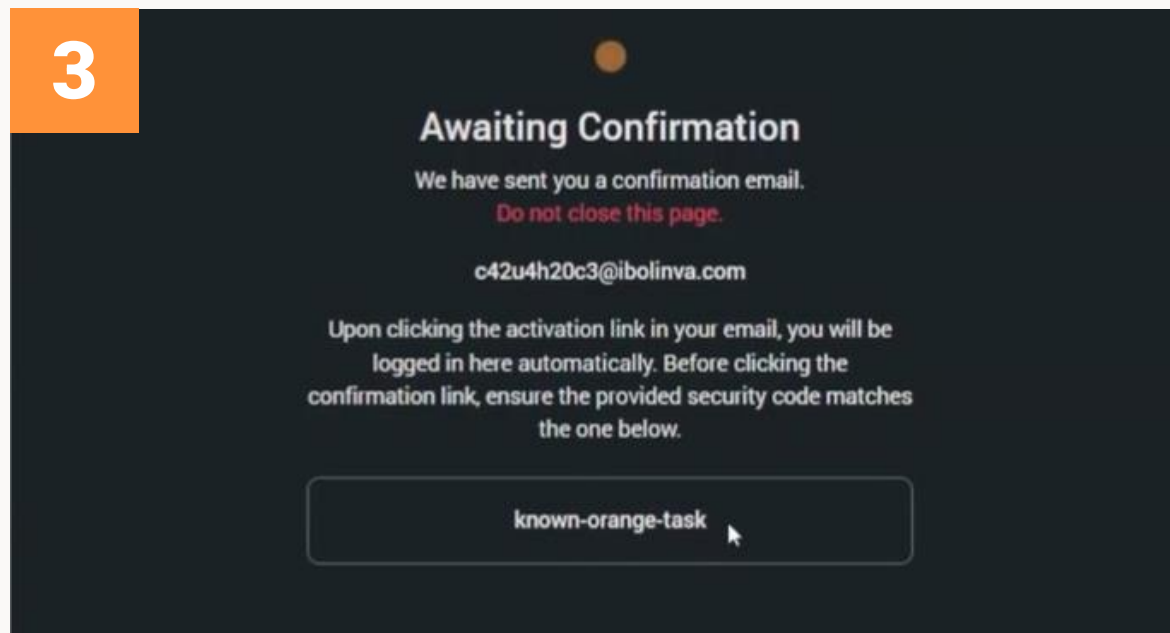 3
Awaiting Confirmation
We have sent you a confirmation email.
Do not close this page.
c42u4h20c3@ibolinva.com
Upon clicking the activation link in your email, you will be
logged in here automatically. Before clicking the
confirmation link, ensure the provided security code matches
the one below.
known-orange-task